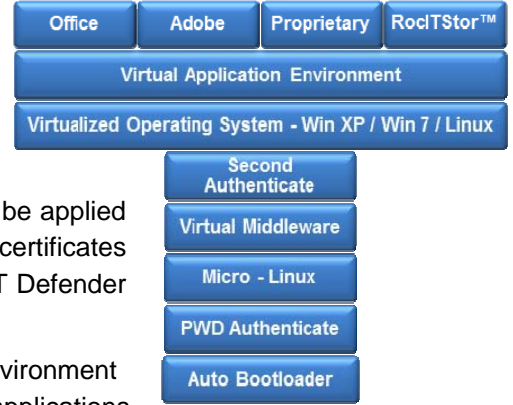 Office Adobe Proprietary RocITStor™
Virtual Application Environment
Virtualized Operating System - Win XP / Win 7 / Linux
Second
Authenticate
Virtual Middleware
Micro - Linux
PWD Authenticate
Auto Bootloader
be applied
certificates
T Defender
vironment
applications